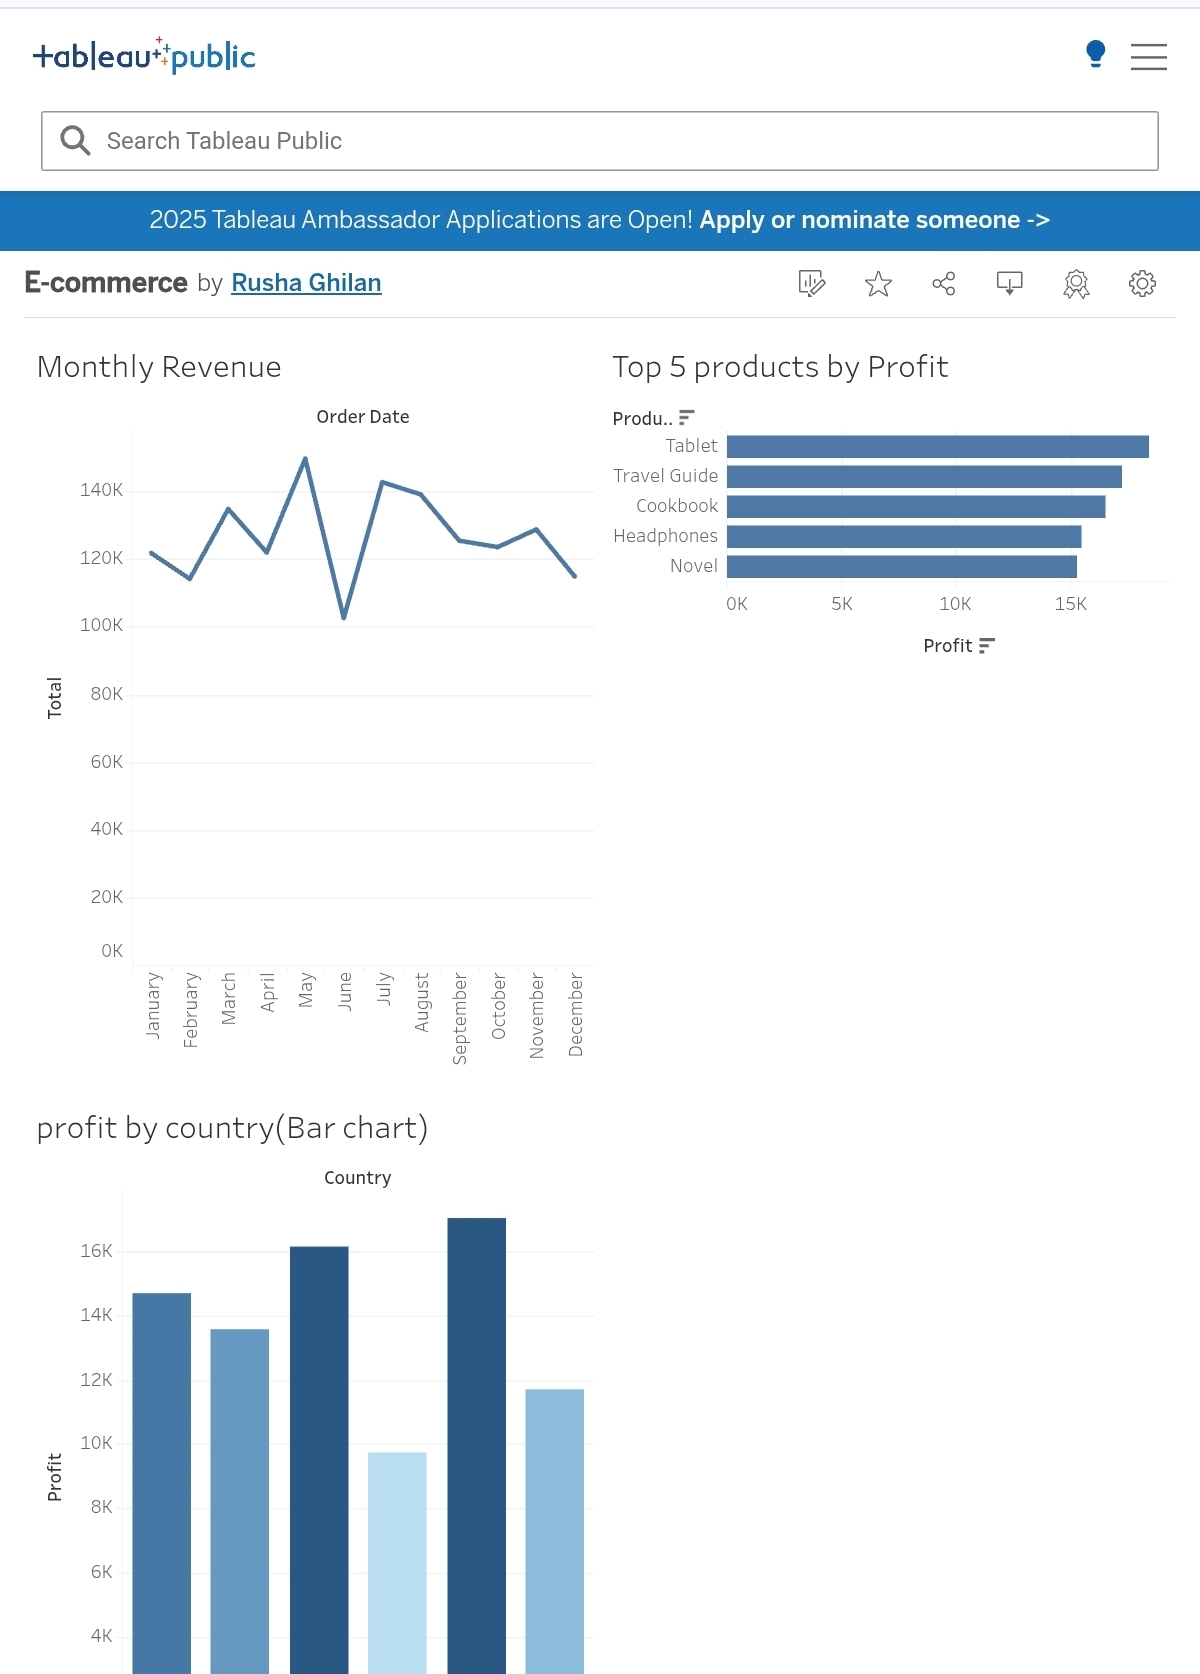 tableau public
Search Tableau Public
2025 Tableau Ambassador Applications are Open! Apply or nominate someone ->
E-commerce by Rusha Ghilan
Monthly Revenue
Order Date
140K
120K
100K
80K
60K
40K
20K
0K
Total
January
February
March
April
May
June
July
August
September
October
November
December
Top 5 products by Profit
Produ..
Tablet
Travel Guide
Cookbook
Headphones
Novel
0K 5K 10K 15K
Profit
profit by country(Bar chart)
Country
16K
14K
12K
10K
8K
6K
4K
Profit